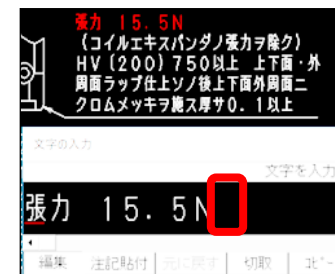 張力 15.5N
(コイルエキスパンダノ張力ヲ除ク)
HV(200)750以上 上下面・外
周面ラップ仕上ソノ後上下面外周面ニ
クロムメッキヲ施ス厚サ0.1以上
文字の入力
文字を入力
張力 15.5N
編集 注記貼付 元に戻す 切取 コピー